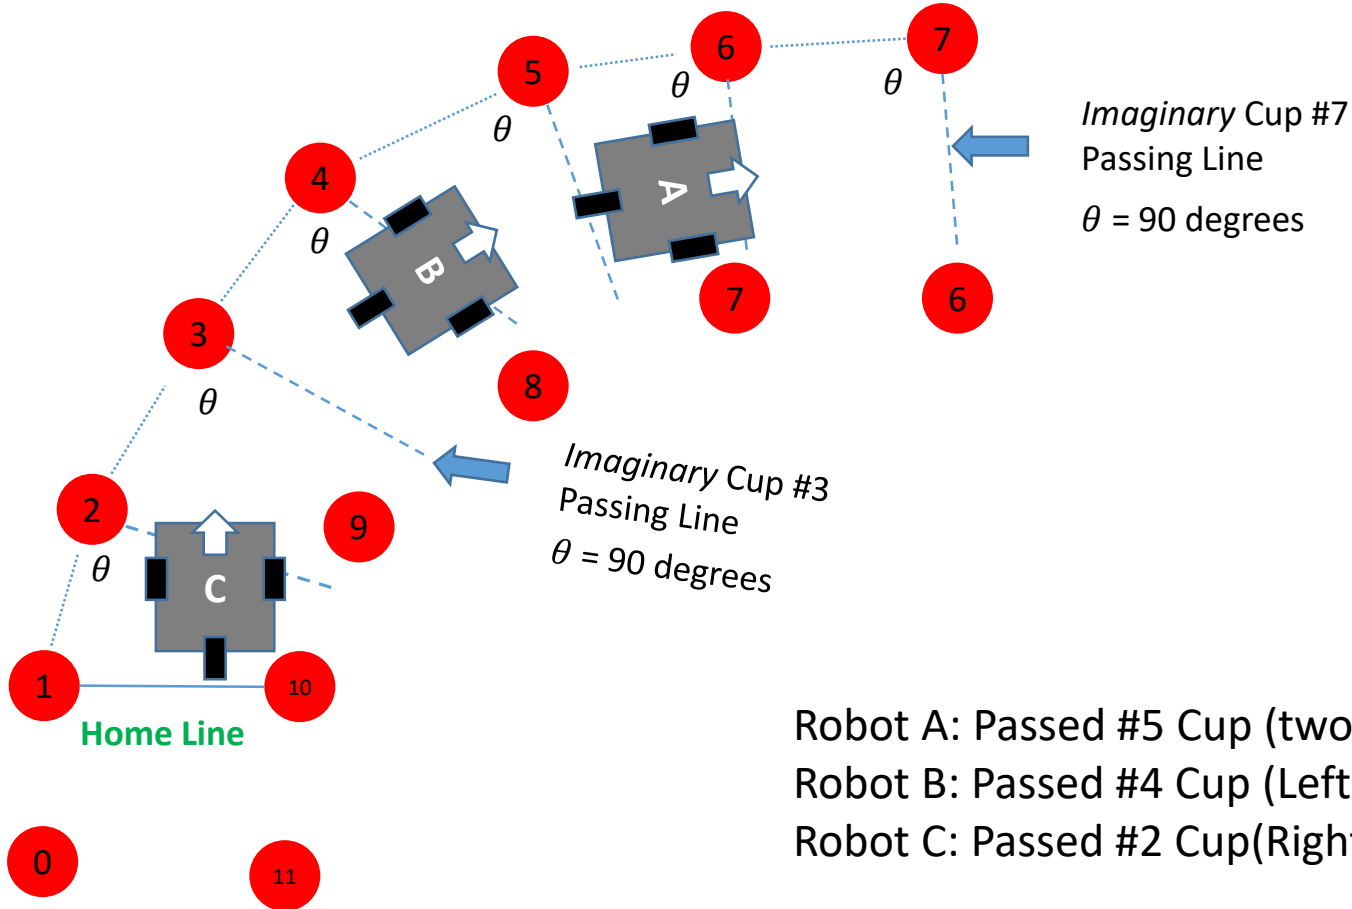 5
6
7
θ
θ
θ
Imaginary Cup #7
Passing Line
θ = 90 degrees
4
A
θ
B
7
6
3
8
θ
Imaginary Cup #3
Passing Line
θ = 90 degrees
2
9
θ
C
1
10
Home Line
Robot A: Passed #5 Cup (two
Robot B: Passed #4 Cup (Left
Robot C: Passed #2 Cup(Right
0
11